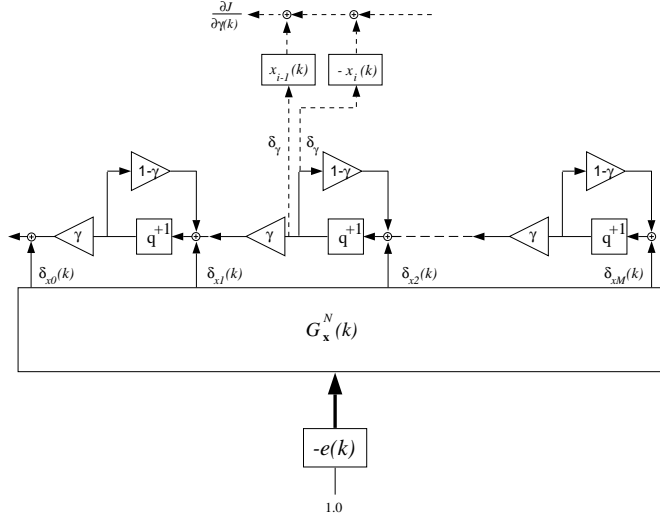 ∂J
∂γ(k)
x_{i-1}(k)
- x_i(k)
δ_γ
δ_γ
1-γ
1-γ
1-γ
γ
q^{+1}
γ
q^{+1}
γ
q^{+1}
δ_{x0}(k)
δ_{x1}(k)
δ_{x2}(k)
δ_{xM}(k)
G_x^N(k)
-e(k)
1.0